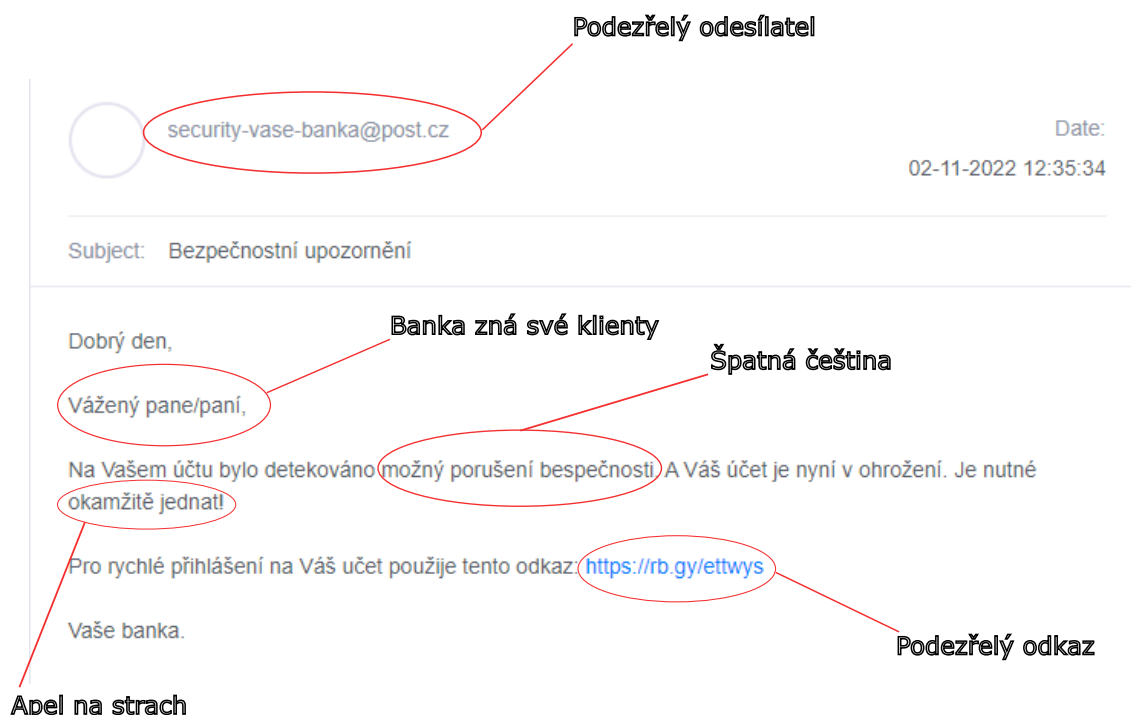 Podezřelý odesílatel
security-vase-banka@post.cz
Date:
02-11-2022 12:35:34
Subject: Bezpečnostní upozornění
Banka zná své klienty
Dobrý den,
Špatná čeština
Vážený pane/paní,
Na Vašem účtu bylo detekováno možný porušení bespečnosti. A Váš účet je nyní v ohrožení. Je nutné
okamžitě jednat!
Pro rychlé přihlášení na Váš učet použije tento odkaz: https://rb.gy/ettwys
Vaše banka.
Podezřelý odkaz
Apel na strach